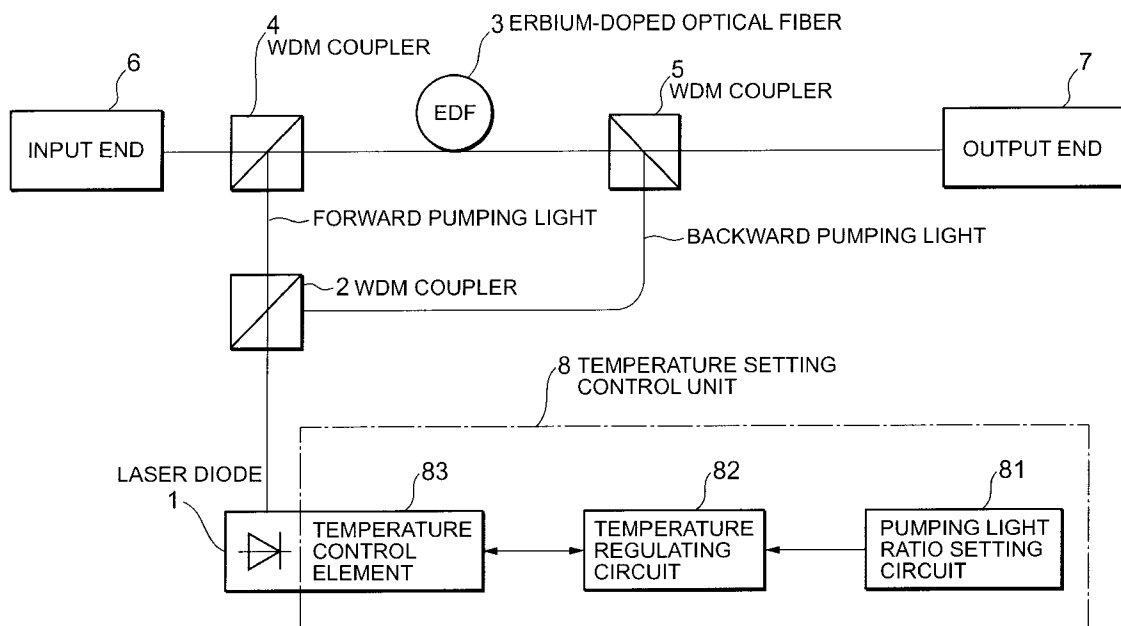 4
WDM COUPLER
3 ERBIUM-DOPED OPTICAL FIBER
6
5
WDM COUPLER
7
EDF
INPUT END
OUTPUT END
FORWARD PUMPING LIGHT
BACKWARD PUMPING LIGHT
2 WDM COUPLER
8 TEMPERATURE SETTING
CONTROL UNIT
LASER DIODE
1
83
82
81
TEMPERATURE
CONTROL
ELEMENT
TEMPERATURE
REGULATING
CIRCUIT
PUMPING LIGHT
RATIO SETTING
CIRCUIT